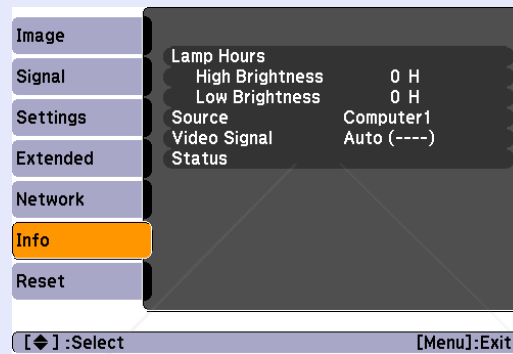 Image
Signal
Settings
Extended
Network
Info
Reset
Lamp Hours
High Brightness 0 H
Low Brightness 0 H
Source Computer1
Video Signal Auto (----)
Status
[◆] :Select [Menu]:Exit